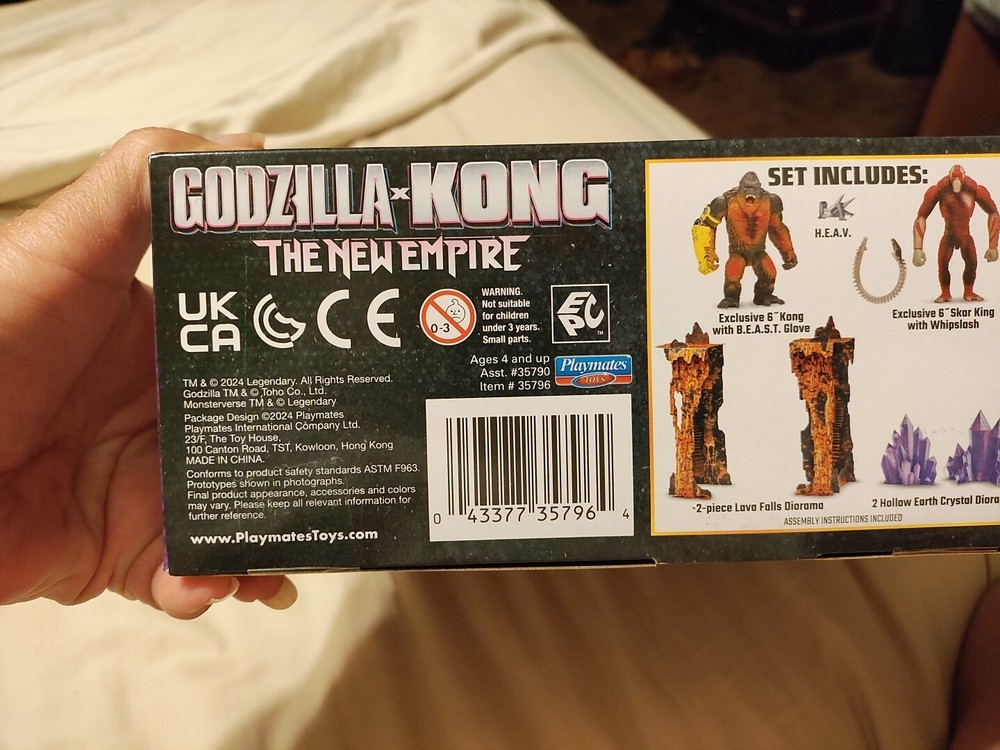 GODZILLA x KONG
THE NEW EMPIRE
UK
CA
CE
0-3
WARNING.
Not suitable
for children
under 3 years.
Small parts.
EPC
TM
Ages 4 and up
Asst. #35790
Item # 35796
Playmates
TOYS
TM & © 2024 Legendary. All Rights Reserved.
Godzilla TM & © Toho Co., Ltd.
Monsterverse TM & © Legendary
Package Design ©2024 Playmates
Playmates International Company Ltd.
23/F, The Toy House,
100 Canton Road, TST, Kowloon, Hong Kong
MADE IN CHINA.
Conforms to product safety standards ASTM F963.
Prototypes shown in photographs.
Final product appearance, accessories and colors
may vary. Please keep all relevant information for
further reference.
www.PlaymatesToys.com
0 43377 35796 4
SET INCLUDES:
H.E.A.V.
Exclusive 6" Kong
with B.E.A.S.T. Glove
Exclusive 6" Skar King
with Whipslash
-2-piece Lava Falls Diorama
2 Hollow Earth Crystal Diora
ASSEMBLY INSTRUCTIONS INCLUDED